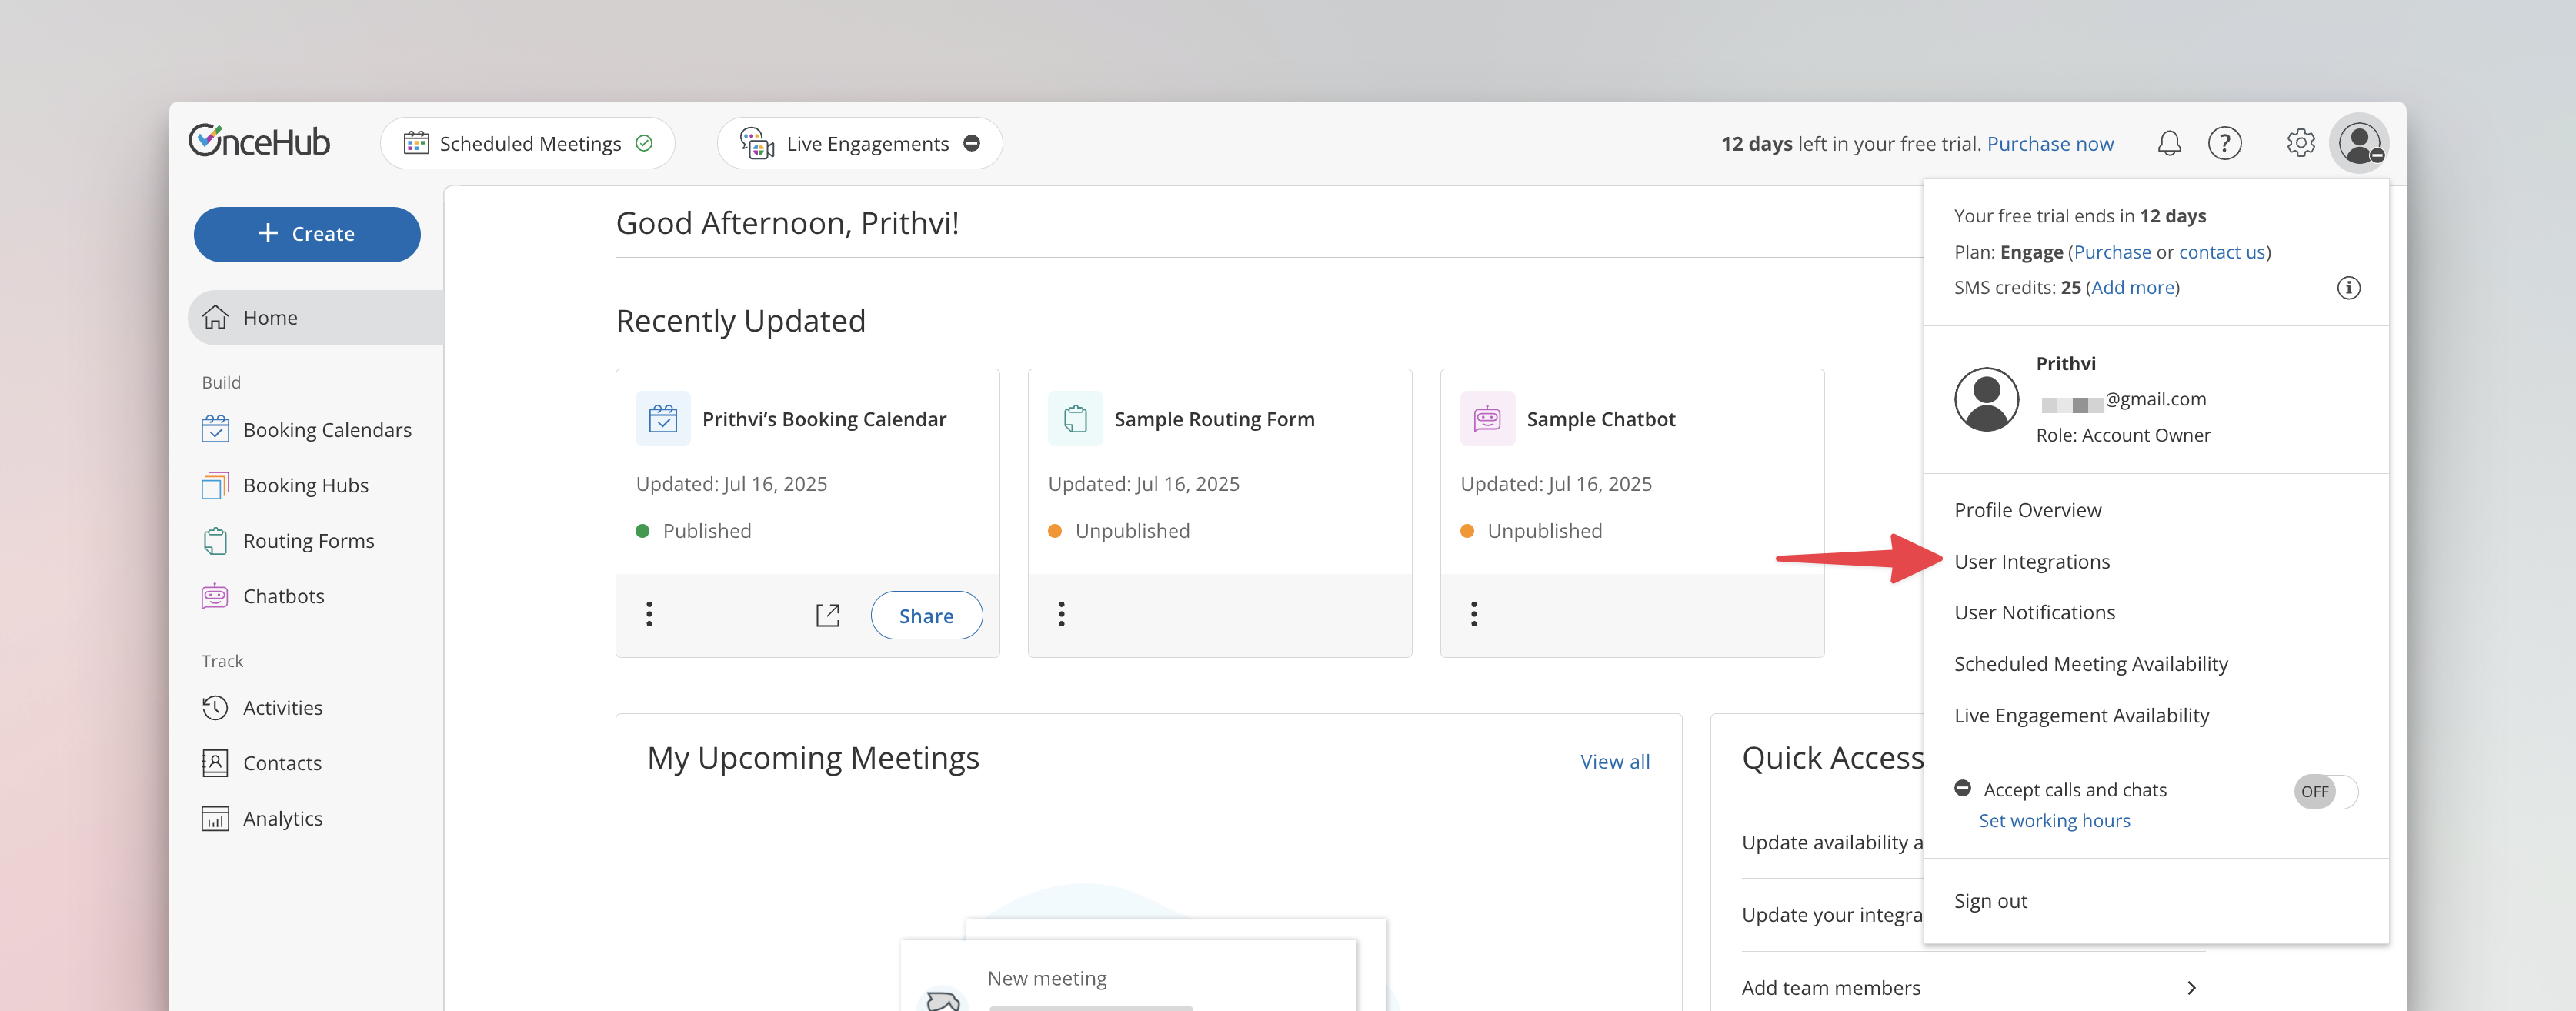 OnceHub
Scheduled Meetings
Live Engagements
12 days left in your free trial. Purchase now
+ Create
Home
Build
Booking Calendars
Booking Hubs
Routing Forms
Chatbots
Track
Activities
Contacts
Analytics
Good Afternoon, Prithvi!
Recently Updated
Prithvi’s Booking Calendar
Updated: Jul 16, 2025
Published
Share
Sample Routing Form
Updated: Jul 16, 2025
Unpublished
Sample Chatbot
Updated: Jul 16, 2025
Unpublished
My Upcoming Meetings
View all
New meeting
Quick Access
Update availability a
Update your integra
Add team members
Your free trial ends in 12 days
Plan: Engage (Purchase or contact us)
SMS credits: 25 (Add more)
Prithvi
@gmail.com
Role: Account Owner
Profile Overview
User Integrations
User Notifications
Scheduled Meeting Availability
Live Engagement Availability
Accept calls and chats
OFF
Set working hours
Sign out